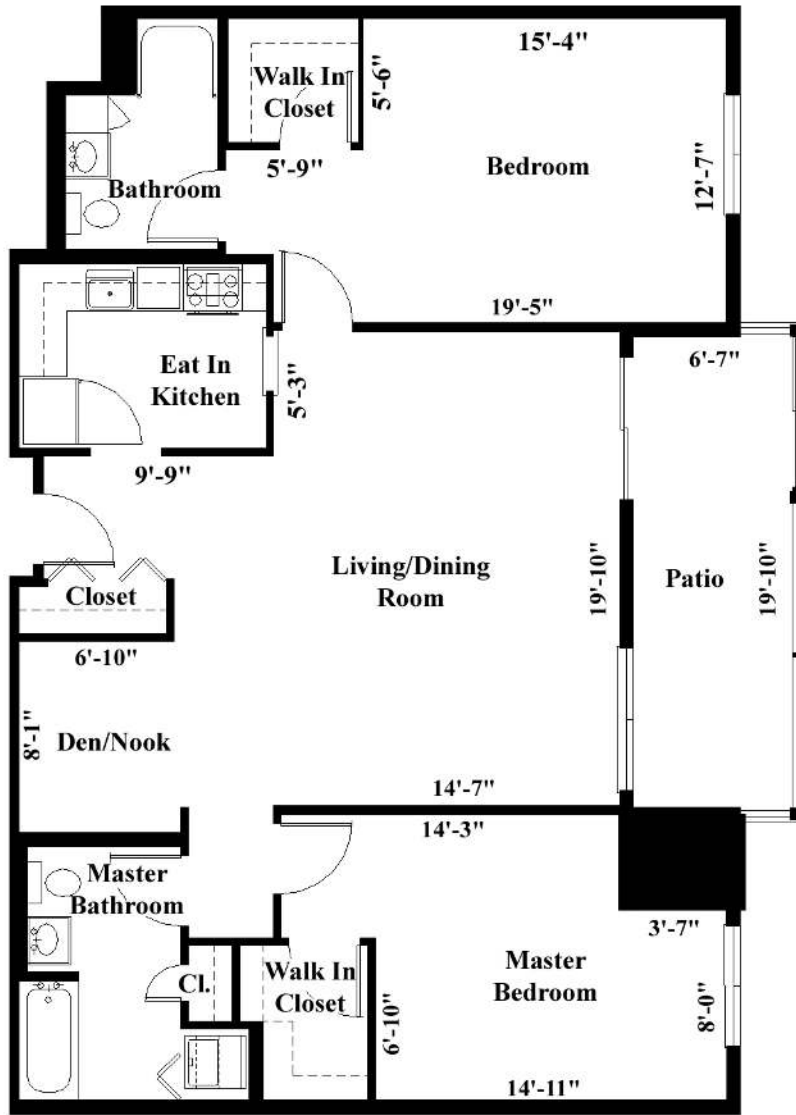 15'-4"
Walk In
Closet
5'-6"
5'-9"
Bedroom
12'-7"
Bathroom
19'-5"
6'-7"
Eat In
Kitchen
5'-3"
9'-9"
Living/Dining
Room
19'-10"
Patio
19'-10"
Closet
6'-10"
8'-1"
Den/Nook
14'-7"
14'-3"
Master
Bathroom
3'-7"
Cl.
Walk In
Closet
6'-10"
Master
Bedroom
8'-0"
14'-11"